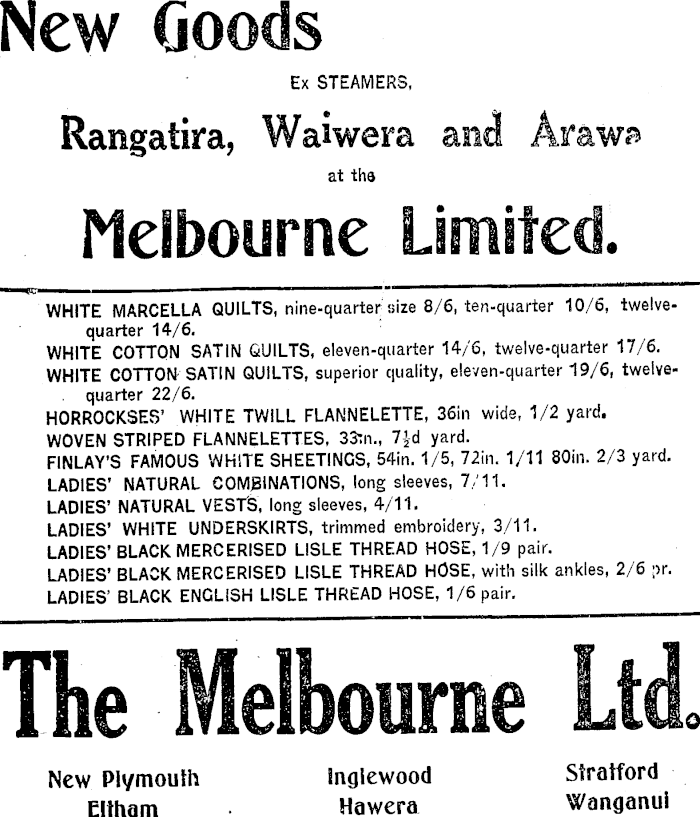 New Goods
Ex STEAMERS,
Rangatira, Waiwera and Arawa
at the
Melbourne Limited.
WHITE MARCELLA QUILTS, nine-quarter size 8/6, ten-quarter 10/6, twelve-
quarter 14/6.
WHITE COTTON SATIN QUILTS, eleven-quarter 14/6, twelve-quarter 17/6.
WHITE COTTON SATIN QUILTS, superior quality, eleven-quarter 19/6, twelve-
quarter 22/6.
HORROCKSES' WHITE TWILL FLANNELETTE, 36in wide, 1/2 yard.
WOVEN STRIPED FLANNELETTES, 33in., 7½d yard.
FINLAY'S FAMOUS WHITE SHEETINGS, 54in. 1/5, 72in. 1/11 80in. 2/3 yard.
LADIES' NATURAL COMBINATIONS, long sleeves, 7/11.
LADIES' NATURAL VESTS, long sleeves, 4/11.
LADIES' WHITE UNDERSKIRTS, trimmed embroidery, 3/11.
LADIES' BLACK MERCERISED LISLE THREAD HOSE, 1/9 pair.
LADIES' BLACK MERCERISED LISLE THREAD HOSE, with silk ankles, 2/6 pr.
LADIES' BLACK ENGLISH LISLE THREAD HOSE, 1/6 pair.
The Melbourne Ltd.
New Plymouth Inglewood Stratford
Eltham Hawera Wanganui